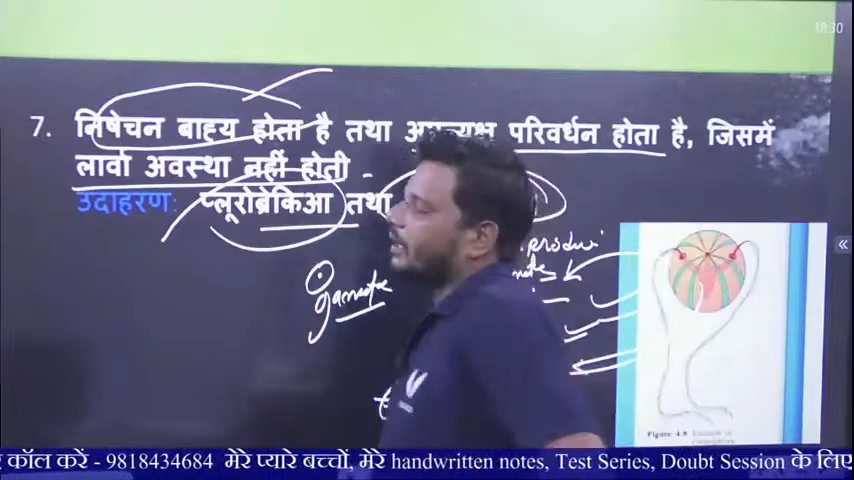 18:30
7. निषेचन बाह्य होता है तथा परिवर्धन होता है, जिसमें
लार्वा अवस्था नहीं होती -
उदाहरण: प्लूरोब्रेकिआ तथा
gamete
Figure 4.8
कॉल करें - 9818434684 मेरे प्यारे बच्चों, मेरे handwritten notes, Test Series, Doubt Session के लिए